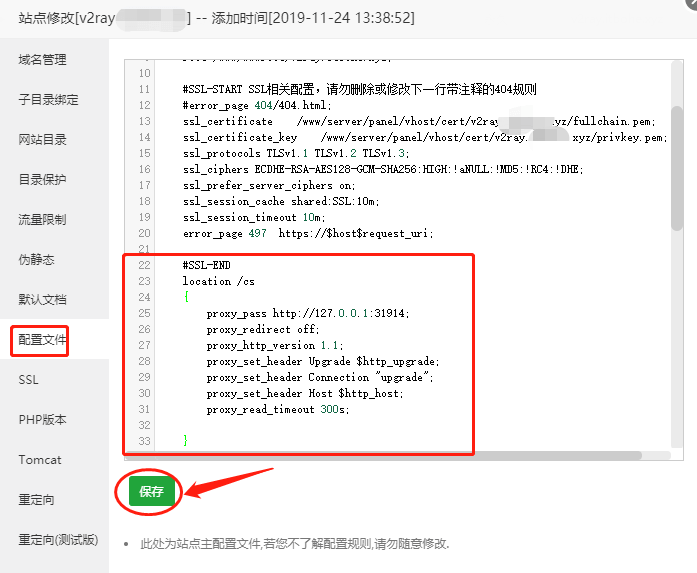 站点修改[v2ray ] -- 添加时间[2019-11-24 13:38:52]
域名管理
子目录绑定
网站目录
目录保护
流量限制
伪静态
默认文档
配置文件
SSL
PHP版本
Tomcat
重定向
重定向(测试版)
10
11 #SSL-START SSL相关配置，请勿删除或修改下一行带注释的404规则
12 #error_page 404/404.html;
13 ssl_certificate /www/server/panel/vhost/cert/v2ray. xyz/fullchain.pem;
14 ssl_certificate_key /www/server/panel/vhost/cert/v2ray. xyz/privkey.pem;
15 ssl_protocols TLSv1.1 TLSv1.2 TLSv1.3;
16 ssl_ciphers ECDHE-RSA-AES128-GCM-SHA256:HIGH:!aNULL:!MD5:!RC4:!DHE;
17 ssl_prefer_server_ciphers on;
18 ssl_session_cache shared:SSL:10m;
19 ssl_session_timeout 10m;
20 error_page 497 https://$host$request_uri;
21
22 #SSL-END
23 location /cs
24 {
25 proxy_pass http://127.0.0.1:31914;
26 proxy_redirect off;
27 proxy_http_version 1.1;
28 proxy_set_header Upgrade $http_upgrade;
29 proxy_set_header Connection "upgrade";
30 proxy_set_header Host $http_host;
31 proxy_read_timeout 300s;
32
33 }
保存
• 此处为站点主配置文件,若您不了解配置规则,请勿随意修改.